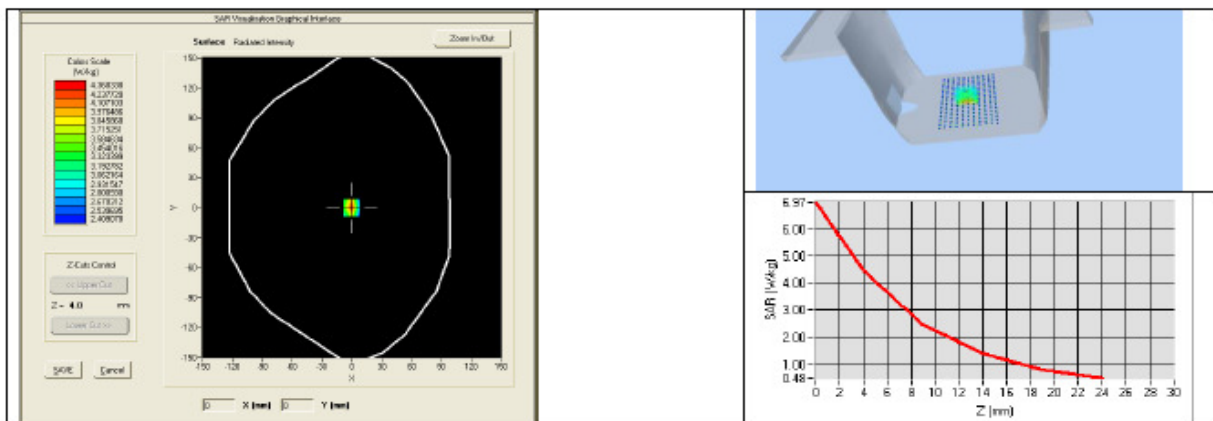 SAR Visualisation Graphical Interface
Surface Radiated Intensity
Zoom In/Out
Colors Scale
(W/kg)
150
120
90
60
30
0
-30
-60
-90
-120
-150
Y
-150 -120 -90 -60 -30 0 30 60 90 120 150
X
Z-Cuts Control
<< Upper Cut
Z = 4.0 mm
Lower Cut >>
SAVE Cancel
0 X (mm) 0 Y (mm)
6.97
6.00
5.00
4.00
3.00
2.00
1.00
0.48
SAR (W/kg)
0 2 4 6 8 10 12 14 16 18 20 22 24 26 28 30
Z (mm)